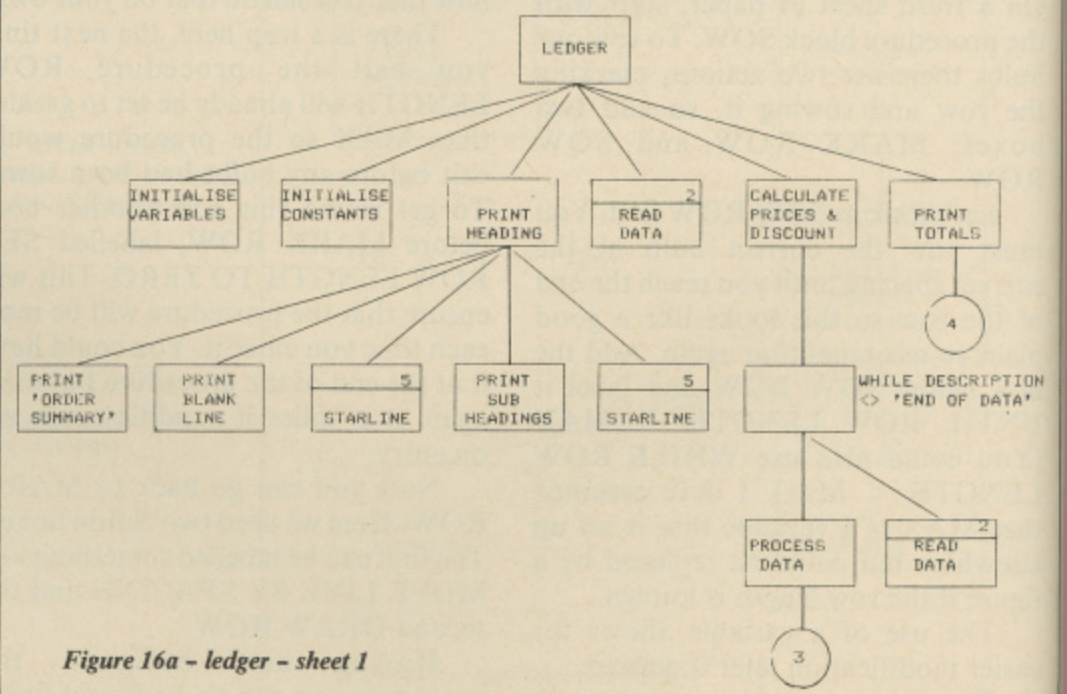 LEDGER
INITIALISE
VARIABLES
INITIALISE
CONSTANTS
PRINT
HEADING
2
READ
DATA
CALCULATE
PRICES &
DISCOUNT
PRINT
TOTALS
4
PRINT
'ORDER
SUMMARY'
PRINT
BLANK
LINE
5
STARLINE
PRINT
SUB
HEADINGS
5
STARLINE
WHILE DESCRIPTION
<> 'END OF DATA'
PROCESS
DATA
2
READ
DATA
3
Figure 16a – ledger – sheet 1